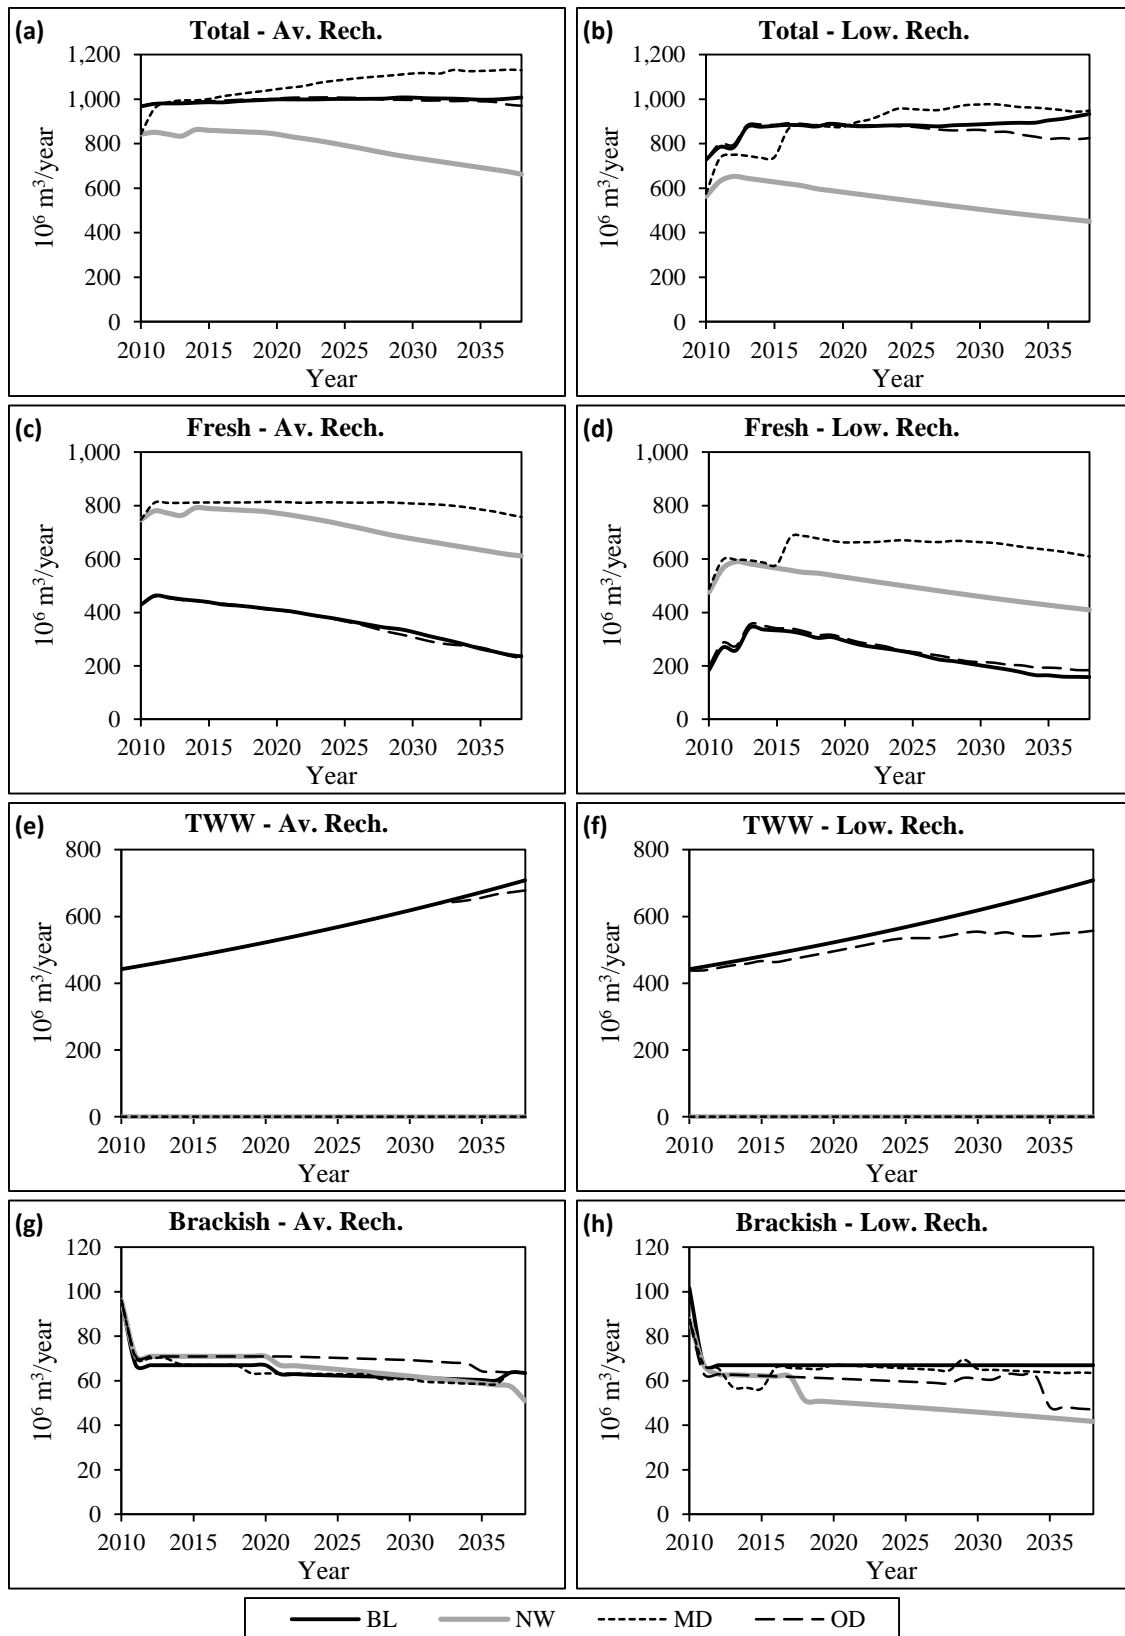 (a) Total - Av. Rech.
1,200
1,000
800
600
400
200
0
10⁶ m³/year
2010 2015 2020 2025 2030 2035
Year
(b) Total - Low. Rech.
1,200
1,000
800
600
400
200
0
10⁶ m³/year
2010 2015 2020 2025 2030 2035
Year
(c) Fresh - Av. Rech.
1,000
800
600
400
200
0
10⁶ m³/year
2010 2015 2020 2025 2030 2035
Year
(d) Fresh - Low. Rech.
1,000
800
600
400
200
0
10⁶ m³/year
2010 2015 2020 2025 2030 2035
Year
(e) TWW - Av. Rech.
800
600
400
200
0
10⁶ m³/year
2010 2015 2020 2025 2030 2035
Year
(f) TWW - Low. Rech.
800
600
400
200
0
10⁶ m³/year
2010 2015 2020 2025 2030 2035
Year
(g) Brackish - Av. Rech.
120
100
80
60
40
20
0
10⁶ m³/year
2010 2015 2020 2025 2030 2035
Year
(h) Brackish - Low. Rech.
120
100
80
60
40
20
0
10⁶ m³/year
2010 2015 2020 2025 2030 2035
Year
BL NW MD OD